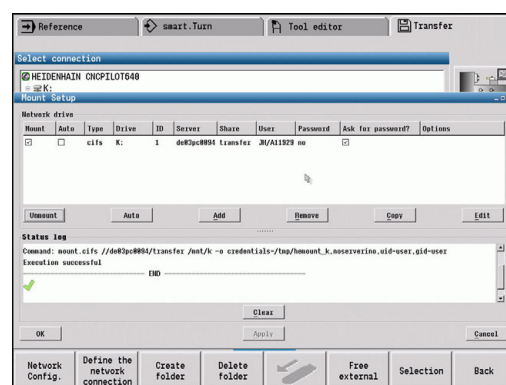 Reference
smart.Turn
Tool editor
Transfer
Select connection
HEIDENHAIN CNCPILOT640
K:
Mount Setup
Network drive
Mount Auto Type Drive ID Server Share User Password Ask for password? Options
cifs K: 1 de03pc0094 transfer JH/A11929 no
Unmount Auto Add Remove Copy Edit
Status log
Command: mount.cifs //de03pc0094/transfer /mnt/k -o credentials=/tmp/hemount_k,noserverino,uid=user,gid=user
Execution successful
END
Clear
OK Apply Cancel
Network Config.
Define the network connection
Create folder
Delete folder
Free external
Selection
Back